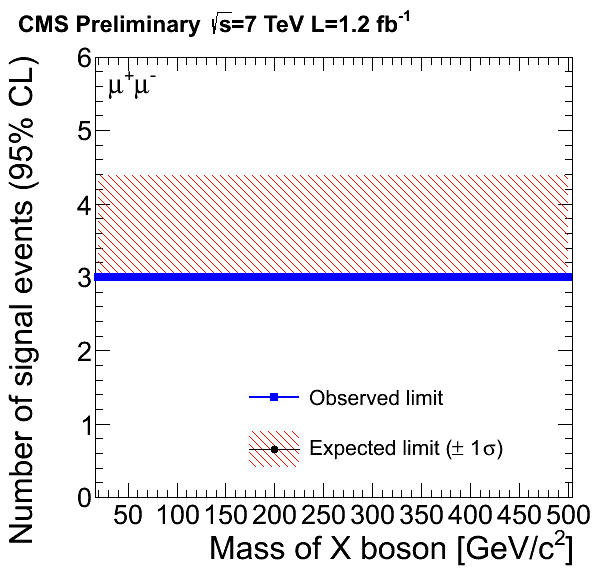 CMS Preliminary √s=7 TeV L=1.2 fb⁻¹
Number of signal events (95% CL)
6
μ⁺μ⁻
5
4
3
2
Observed limit
1
Expected limit (± 1σ)
0
50 100 150 200 250 300 350 400 450 500
Mass of X boson [GeV/c²]